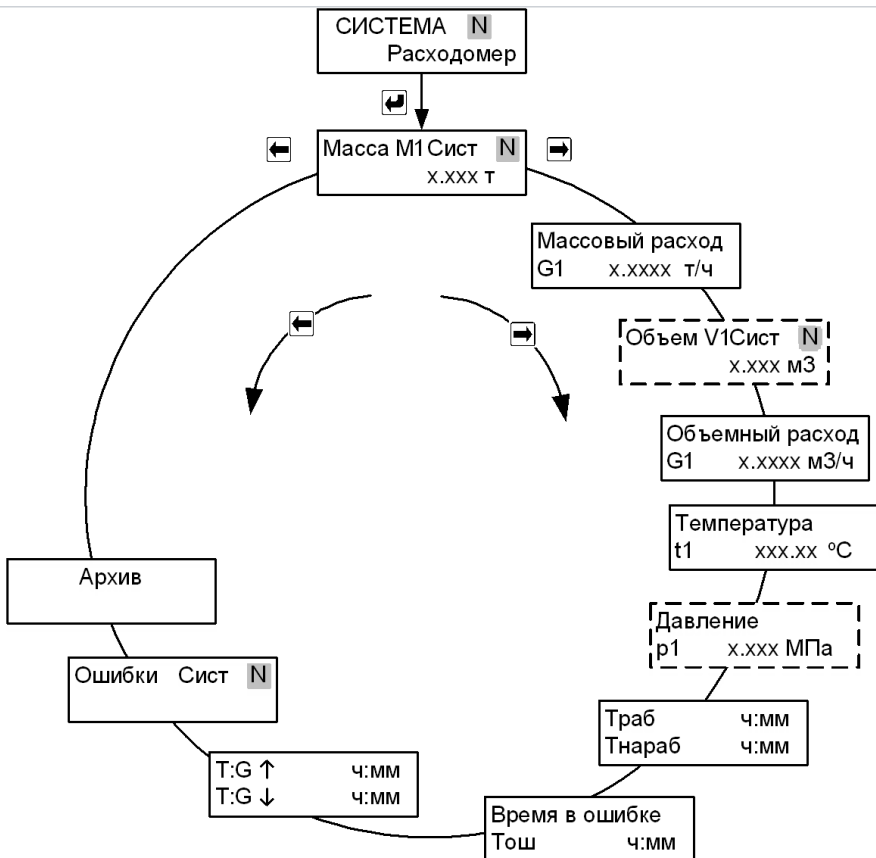 СИСТЕМА N
Расходомер
Масса М1 Сист N
x.xxx т
Массовый расход
G1 x.xxxx т/ч
Объем V1Сист N
x.xxx м3
Объемный расход
G1 x.xxxx м3/ч
Температура
t1 xxx.xx ºC
Давление
p1 x.xxx МПа
Траб ч:мм
Тнараб ч:мм
Время в ошибке
Тош ч:мм
T:G ↑ ч:мм
T:G ↓ ч:мм
Ошибки Сист N
Архив